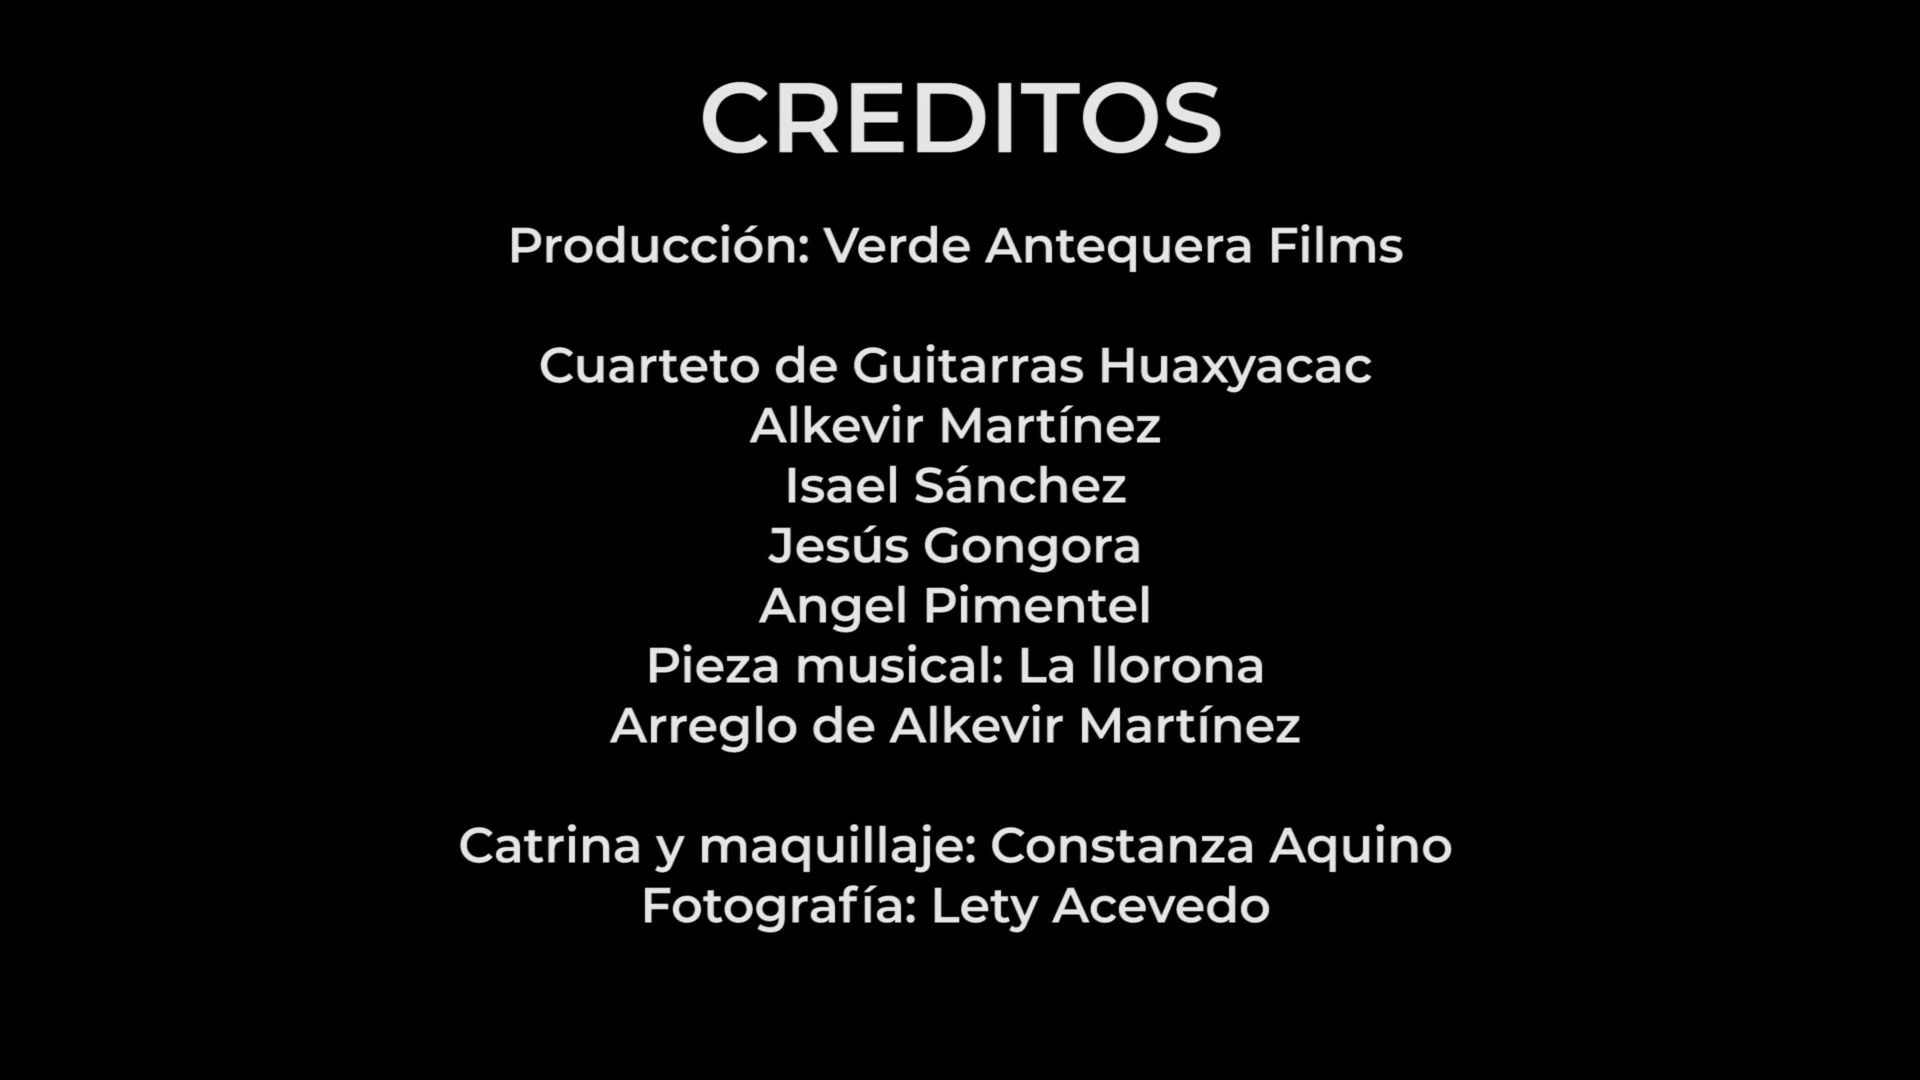 CREDITOS
Producción: Verde Antequera Films
Cuarteto de Guitarras Huaxyacac
Alkevir Martínez
Isael Sánchez
Jesús Gongora
Angel Pimentel
Pieza musical: La llorona
Arreglo de Alkevir Martínez
Catrina y maquillaje: Constanza Aquino
Fotografía: Lety Acevedo